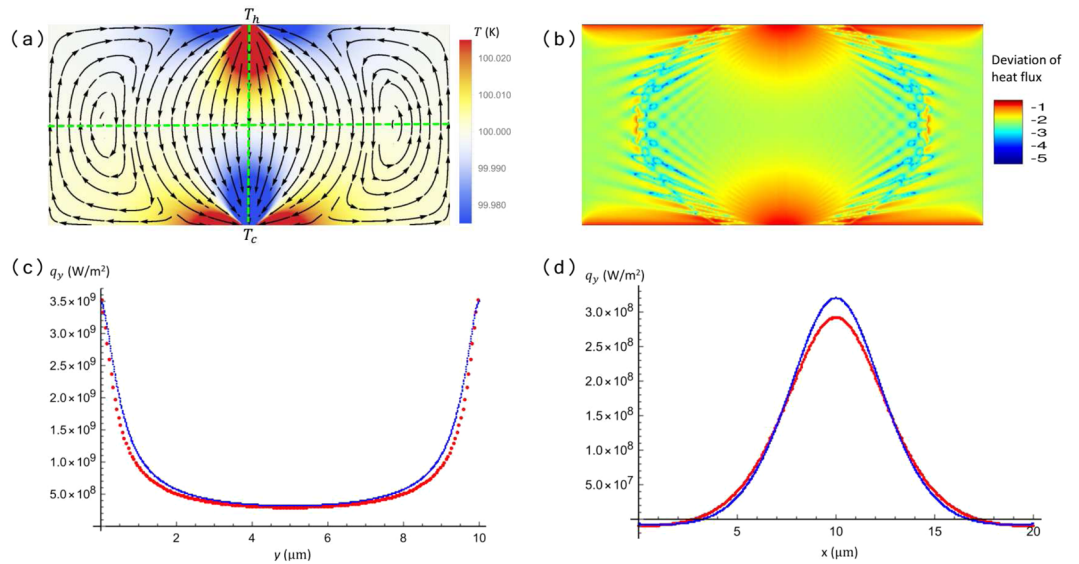 (a)
T_h
T (K)
100.020
100.010
100.000
99.990
99.980
T_c
(b)
Deviation of
heat flux
-1
-2
-3
-4
-5
(c)
q_y (W/m²)
3.5×10⁹
3.0×10⁹
2.5×10⁹
2.0×10⁹
1.5×10⁹
1.0×10⁹
5.0×10⁸
2 4 6 8 10
y (μm)
(d)
q_y (W/m²)
3.0×10⁸
2.5×10⁸
2.0×10⁸
1.5×10⁸
1.0×10⁸
5.0×10⁷
5 10 15 20
x (μm)